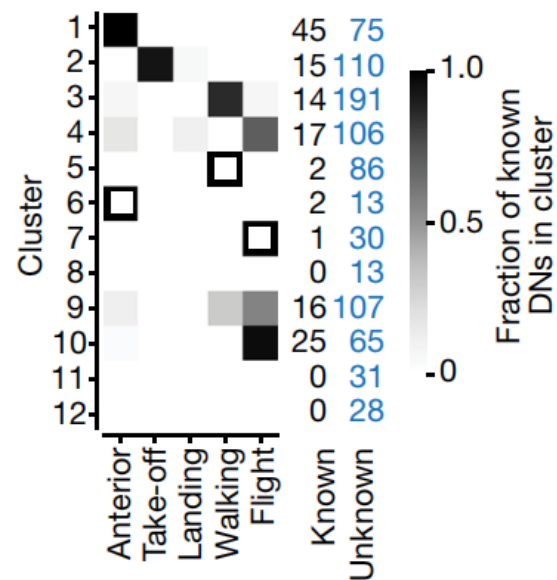 Cluster
1 45 75
2 15 110
3 14 191
4 17 106
5 2 86
6 2 13
7 1 30
8 0 13
9 16 107
10 25 65
11 0 31
12 0 28
Anterior
Take-off
Landing
Walking
Flight
Known
Unknown
1.0
0.5
0
Fraction of known
DNs in cluster